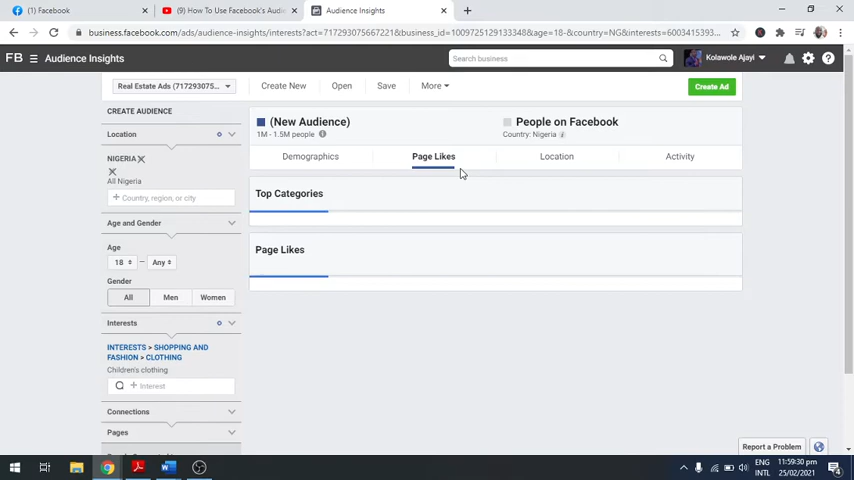 (1) Facebook
(9) How To Use Facebook's Audie
Audience Insights
business.facebook.com/ads/audience-insights/interests?act=717293075667221&business_id=1009725129137233&age=18-&country=NG&interests=6003415393
FB Audience Insights
Search business
Kolawole Ajayi
Real Estate Ads (717293075...
Create New
Open
Save
More
Create Ad
CREATE AUDIENCE
(New Audience)
1M - 1.5M people
People on Facebook
Country: Nigeria
Location
Demographics
Page Likes
Location
Activity
NIGERIA
All Nigeria
+ Country, region, or city
Top Categories
Age and Gender
Age
18 – Any
Page Likes
Gender
All Men Women
Interests
INTERESTS > SHOPPING AND
FASHION > CLOTHING
Children's clothing
+ Interest
Connections
Pages
Report a Problem
ENG
INTL
11:59:30 pm
25/02/2021
4